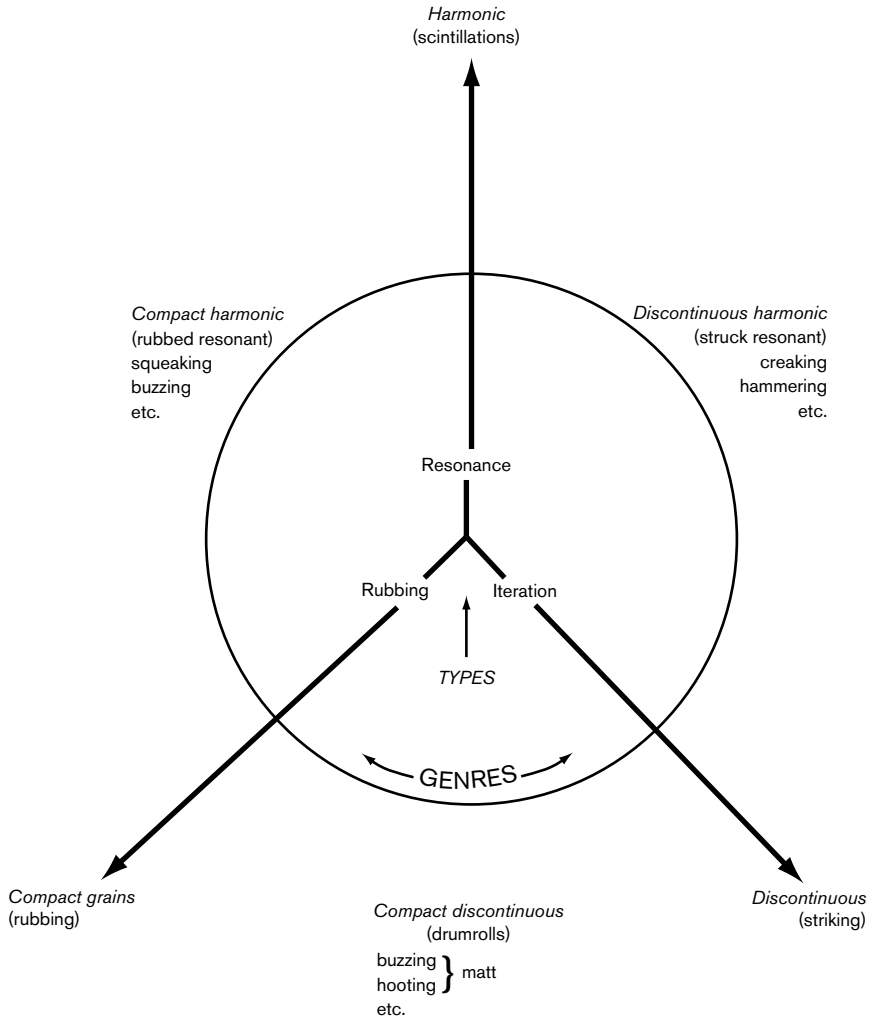 Harmonic
(scintillations)
Compact harmonic
(rubbed resonant)
squeaking
buzzing
etc.
Discontinuous harmonic
(struck resonant)
creaking
hammering
etc.
Resonance
Rubbing
Iteration
TYPES
GENRES
Compact grains
(rubbing)
Discontinuous
(striking)
Compact discontinuous
(drumrolls)
buzzing
hooting
} matt
etc.